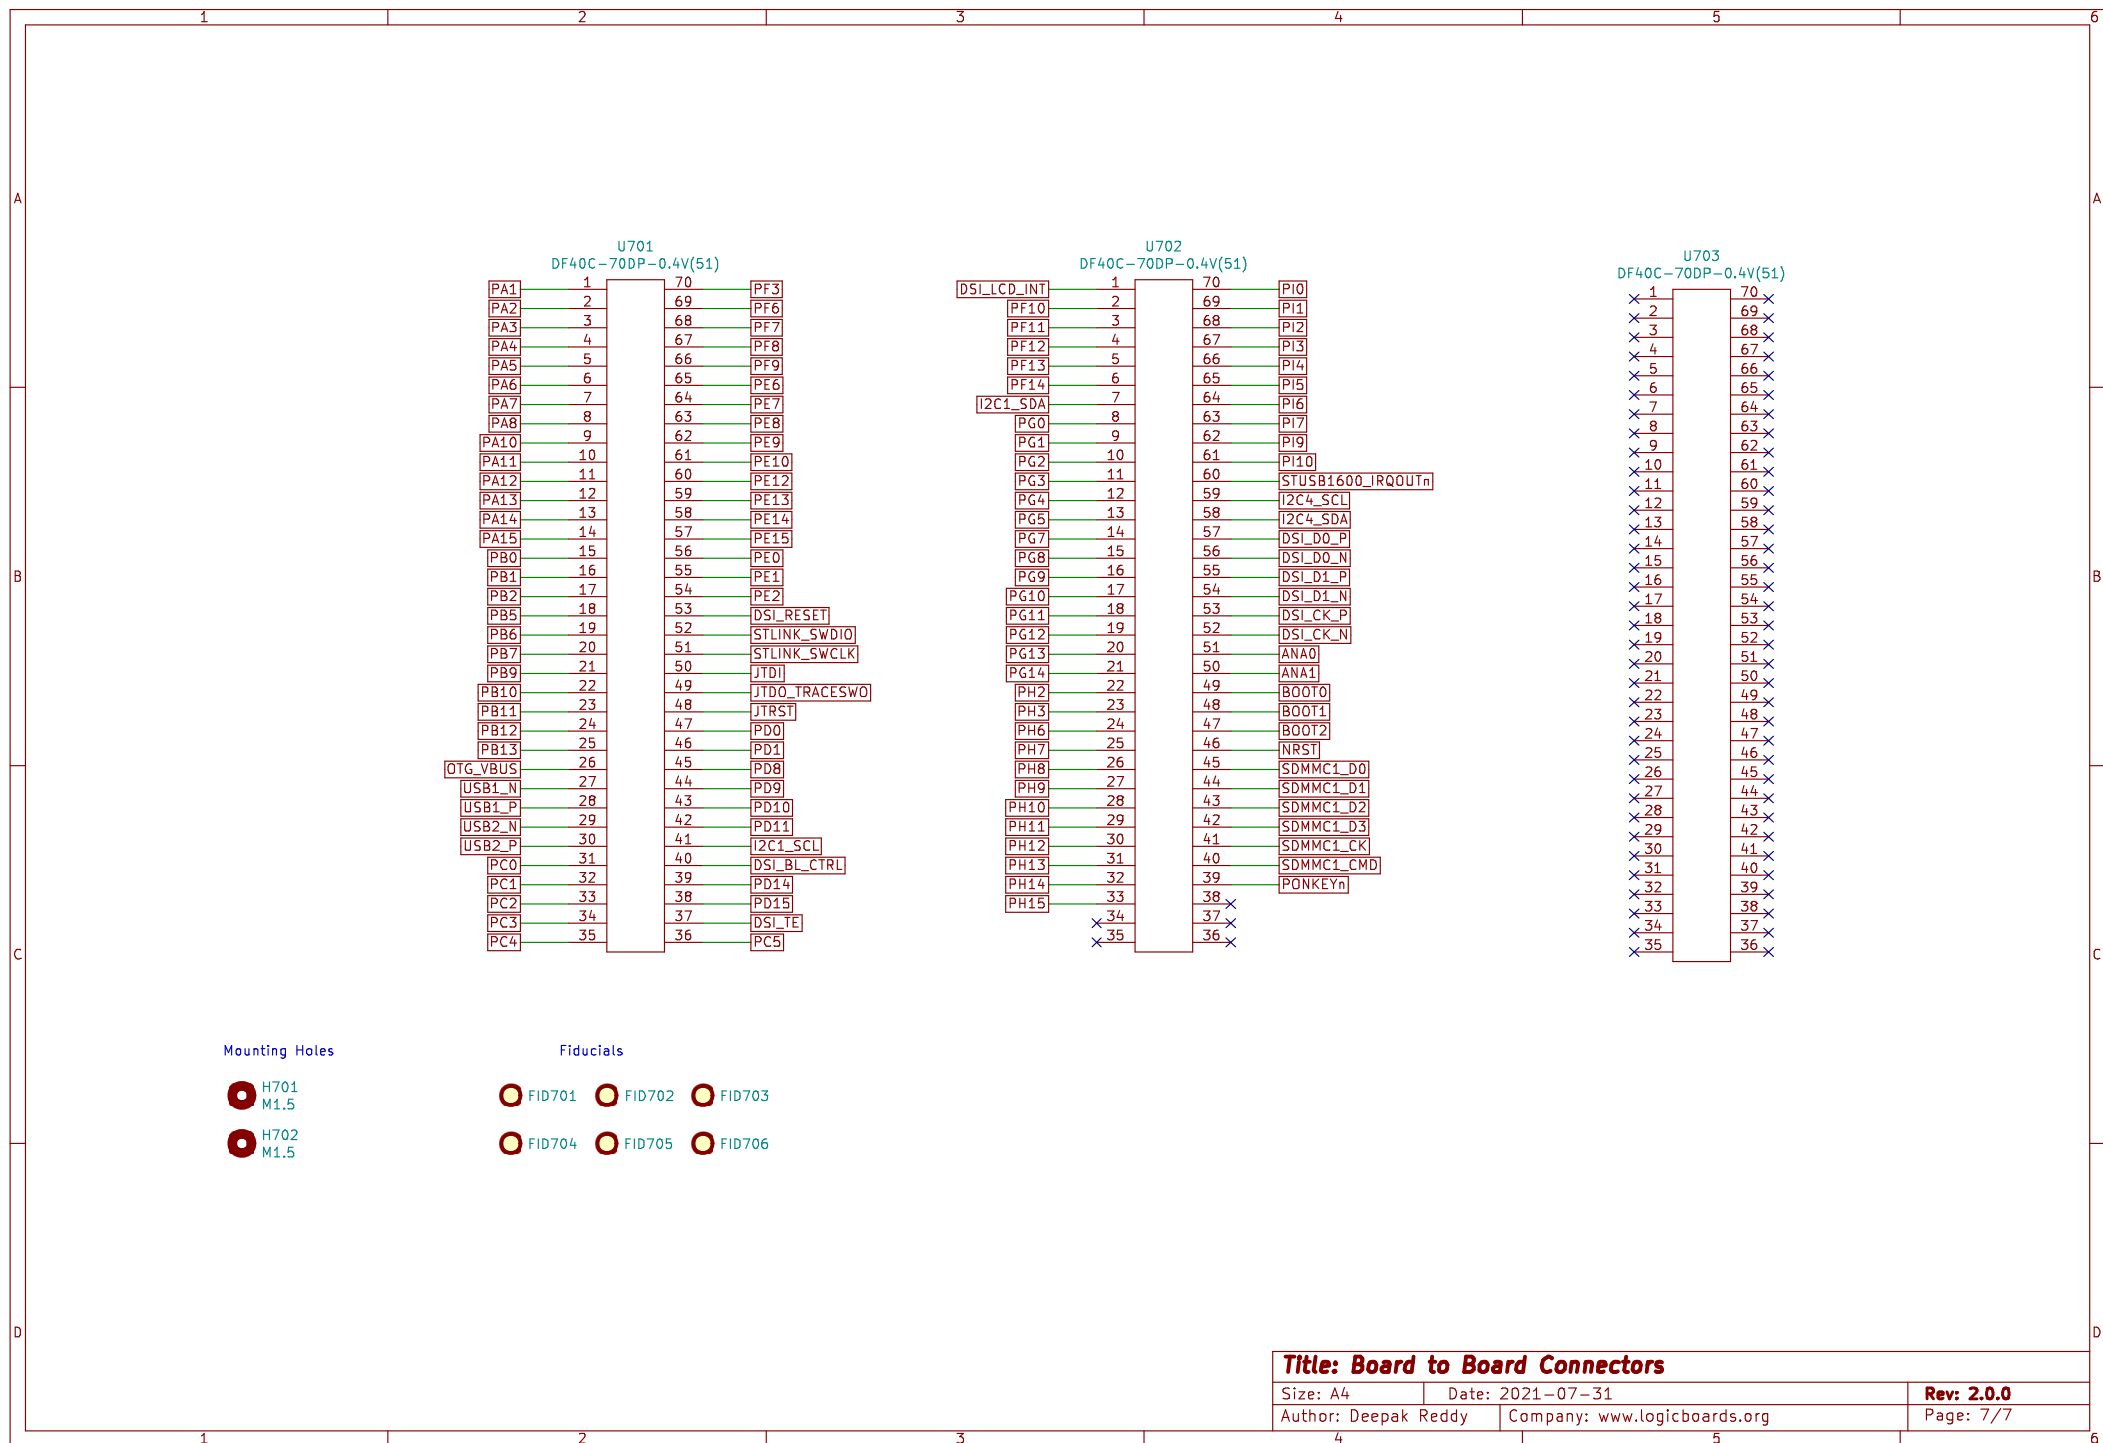 1 2 3 4 5 6
A A
U701
DF40C-70DP-0.4V(51)
PA1 1 70 PF3
PA2 2 69 PF6
PA3 3 68 PF7
PA4 4 67 PF8
PA5 5 66 PF9
PA6 6 65 PE6
PA7 7 64 PE7
PA8 8 63 PE8
PA10 9 62 PE9
PA11 10 61 PE10
PA12 11 60 PE12
PA13 12 59 PE13
PA14 13 58 PE14
PA15 14 57 PE15
PB0 15 56 PE0
PB1 16 55 PE1
PB2 17 54 PE2
PB5 18 53 DSI_RESET
PB6 19 52 STLINK_SWDIO
PB7 20 51 STLINK_SWCLK
PB9 21 50 JTDI
PB10 22 49 JTDO_TRACESWO
PB11 23 48 JTRST
PB12 24 47 PD0
PB13 25 46 PD1
OTG_VBUS 26 45 PD8
USB1_N 27 44 PD9
USB1_P 28 43 PD10
USB2_N 29 42 PD11
USB2_P 30 41 I2C1_SCL
PC0 31 40 DSI_BL_CTRL
PC1 32 39 PD14
PC2 33 38 PD15
PC3 34 37 DSI_TE
PC4 35 36 PC5
U702
DF40C-70DP-0.4V(51)
DSI_LCD_INT 1 70 PI0
PF10 2 69 PI1
PF11 3 68 PI2
PF12 4 67 PI3
PF13 5 66 PI4
PF14 6 65 PI5
I2C1_SDA 7 64 PI6
PG0 8 63 PI7
PG1 9 62 PI9
PG2 10 61 PI10
PG3 11 60 STUSB1600_IRQOUTn
PG4 12 59 I2C4_SCL
PG5 13 58 I2C4_SDA
PG7 14 57 DSI_D0_P
PG8 15 56 DSI_D0_N
PG9 16 55 DSI_D1_P
PG10 17 54 DSI_D1_N
PG11 18 53 DSI_CK_P
PG12 19 52 DSI_CK_N
PG13 20 51 ANA0
PG14 21 50 ANA1
PH2 22 49 BOOT0
PH3 23 48 BOOT1
PH6 24 47 BOOT2
PH7 25 46 NRST
PH8 26 45 SDMMC1_D0
PH9 27 44 SDMMC1_D1
PH10 28 43 SDMMC1_D2
PH11 29 42 SDMMC1_D3
PH12 30 41 SDMMC1_CK
PH13 31 40 SDMMC1_CMD
PH14 32 39 PONKEYn
PH15 33 38
34 37
35 36
U703
DF40C-70DP-0.4V(51)
1 70
2 69
3 68
4 67
5 66
6 65
7 64
8 63
9 62
10 61
11 60
12 59
13 58
14 57
15 56
16 55
17 54
18 53
19 52
20 51
21 50
22 49
23 48
24 47
25 46
26 45
27 44
28 43
29 42
30 41
31 40
32 39
33 38
34 37
35 36
B B
C C
Mounting Holes
H701
M1.5
H702
M1.5
Fiducials
FID701 FID702 FID703
FID704 FID705 FID706
D D
Title: Board to Board Connectors
Size: A4 Date: 2021-07-31 Rev: 2.0.0
Author: Deepak Reddy Company: www.logicboards.org Page: 7/7
1 2 3 4 5 6